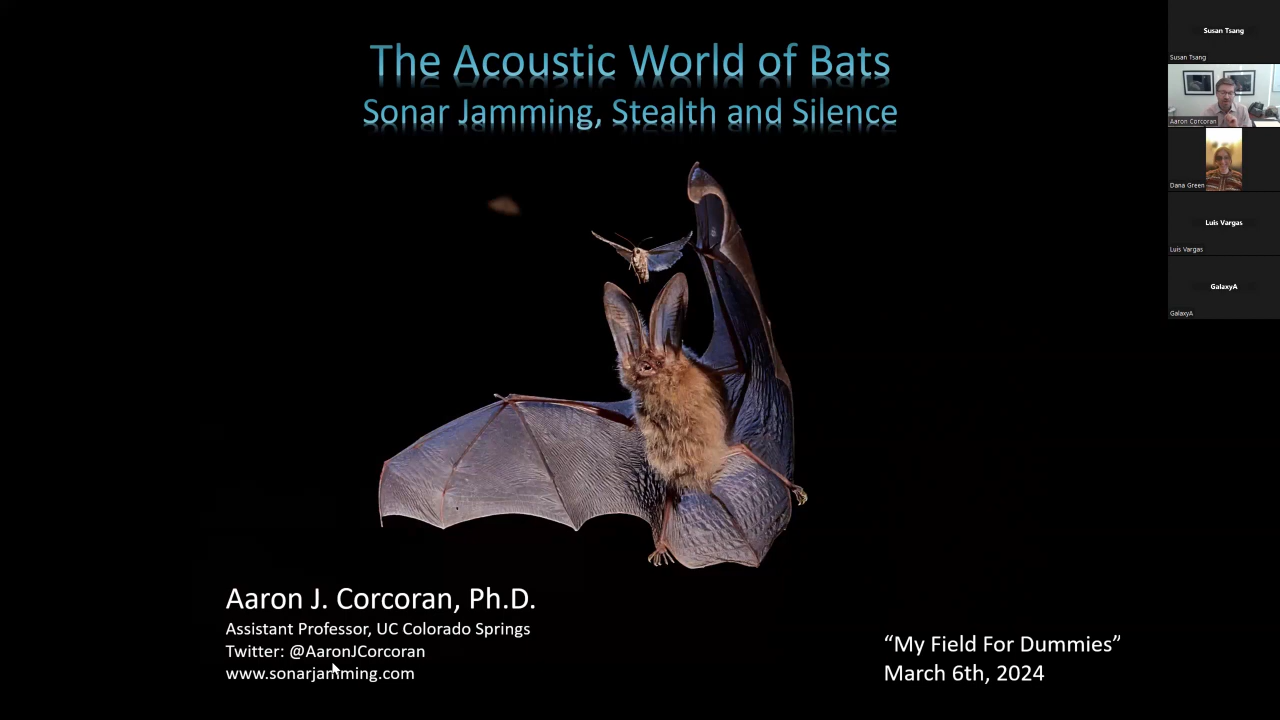 The Acoustic World of Bats
Sonar Jamming, Stealth and Silence
Aaron J. Corcoran, Ph.D.
Assistant Professor, UC Colorado Springs
Twitter: @AaronJCorcoran
www.sonarjamming.com
“My Field For Dummies”
March 6th, 2024
Susan Tsang
Susan Tsang
Aaron Corcoran
Dana Green
Luis Vargas
Luis Vargas
GalaxyA
GalaxyA